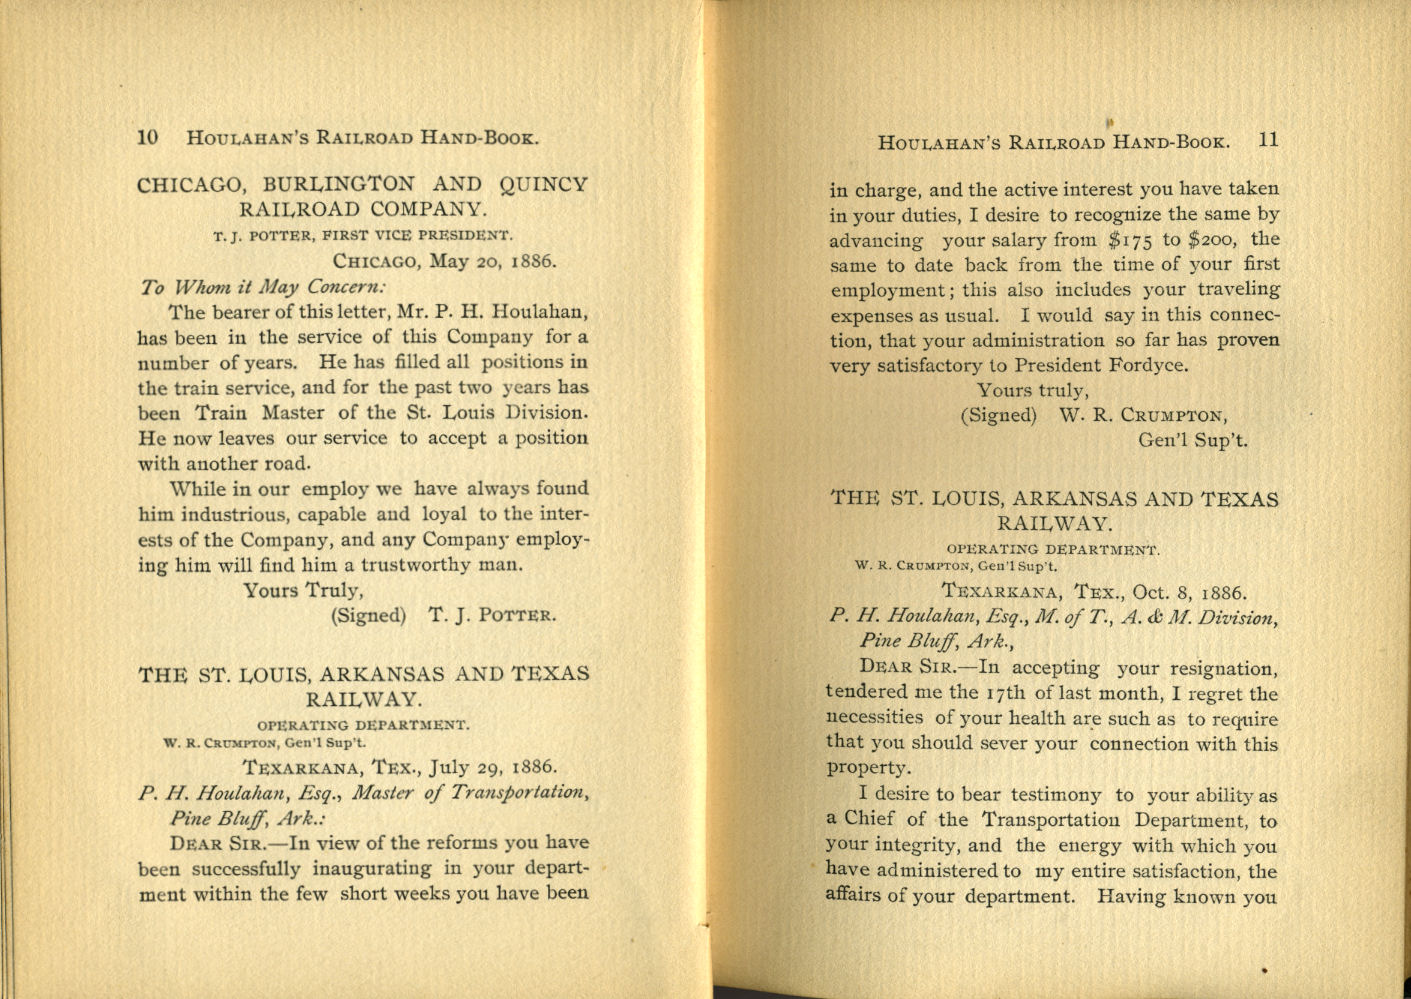 10 HOULAHAN'S RAILROAD HAND-BOOK.
CHICAGO, BURLINGTON AND QUINCY
RAILROAD COMPANY.
T. J. POTTER, FIRST VICE PRESIDENT.
CHICAGO, May 20, 1886.
To Whom it May Concern:
The bearer of this letter, Mr. P. H. Houlahan,
has been in the service of this Company for a
number of years. He has filled all positions in
the train service, and for the past two years has
been Train Master of the St. Louis Division.
He now leaves our service to accept a position
with another road.
While in our employ we have always found
him industrious, capable and loyal to the inter-
ests of the Company, and any Company employ-
ing him will find him a trustworthy man.
Yours Truly,
(Signed) T. J. POTTER.
THE ST. LOUIS, ARKANSAS AND TEXAS
RAILWAY.
OPERATING DEPARTMENT.
W. R. CRUMPTON, Gen'l Sup't.
TEXARKANA, TEX., July 29, 1886.
P. H. Houlahan, Esq., Master of Transportation,
Pine Bluff, Ark.:
DEAR SIR.—In view of the reforms you have
been successfully inaugurating in your depart-
ment within the few short weeks you have been
HOULAHAN'S RAILROAD HAND-BOOK. 11
in charge, and the active interest you have taken
in your duties, I desire to recognize the same by
advancing your salary from $175 to $200, the
same to date back from the time of your first
employment; this also includes your traveling
expenses as usual. I would say in this connec-
tion, that your administration so far has proven
very satisfactory to President Fordyce.
Yours truly,
(Signed) W. R. CRUMPTON,
Gen'l Sup't.
THE ST. LOUIS, ARKANSAS AND TEXAS
RAILWAY.
OPERATING DEPARTMENT.
W. R. CRUMPTON, Gen'l Sup't.
TEXARKANA, TEX., Oct. 8, 1886.
P. H. Houlahan, Esq., M. of T., A. & M. Division,
Pine Bluff, Ark.,
DEAR SIR.—In accepting your resignation,
tendered me the 17th of last month, I regret the
necessities of your health are such as to require
that you should sever your connection with this
property.
I desire to bear testimony to your ability as
a Chief of the Transportation Department, to
your integrity, and the energy with which you
have administered to my entire satisfaction, the
affairs of your department. Having known you